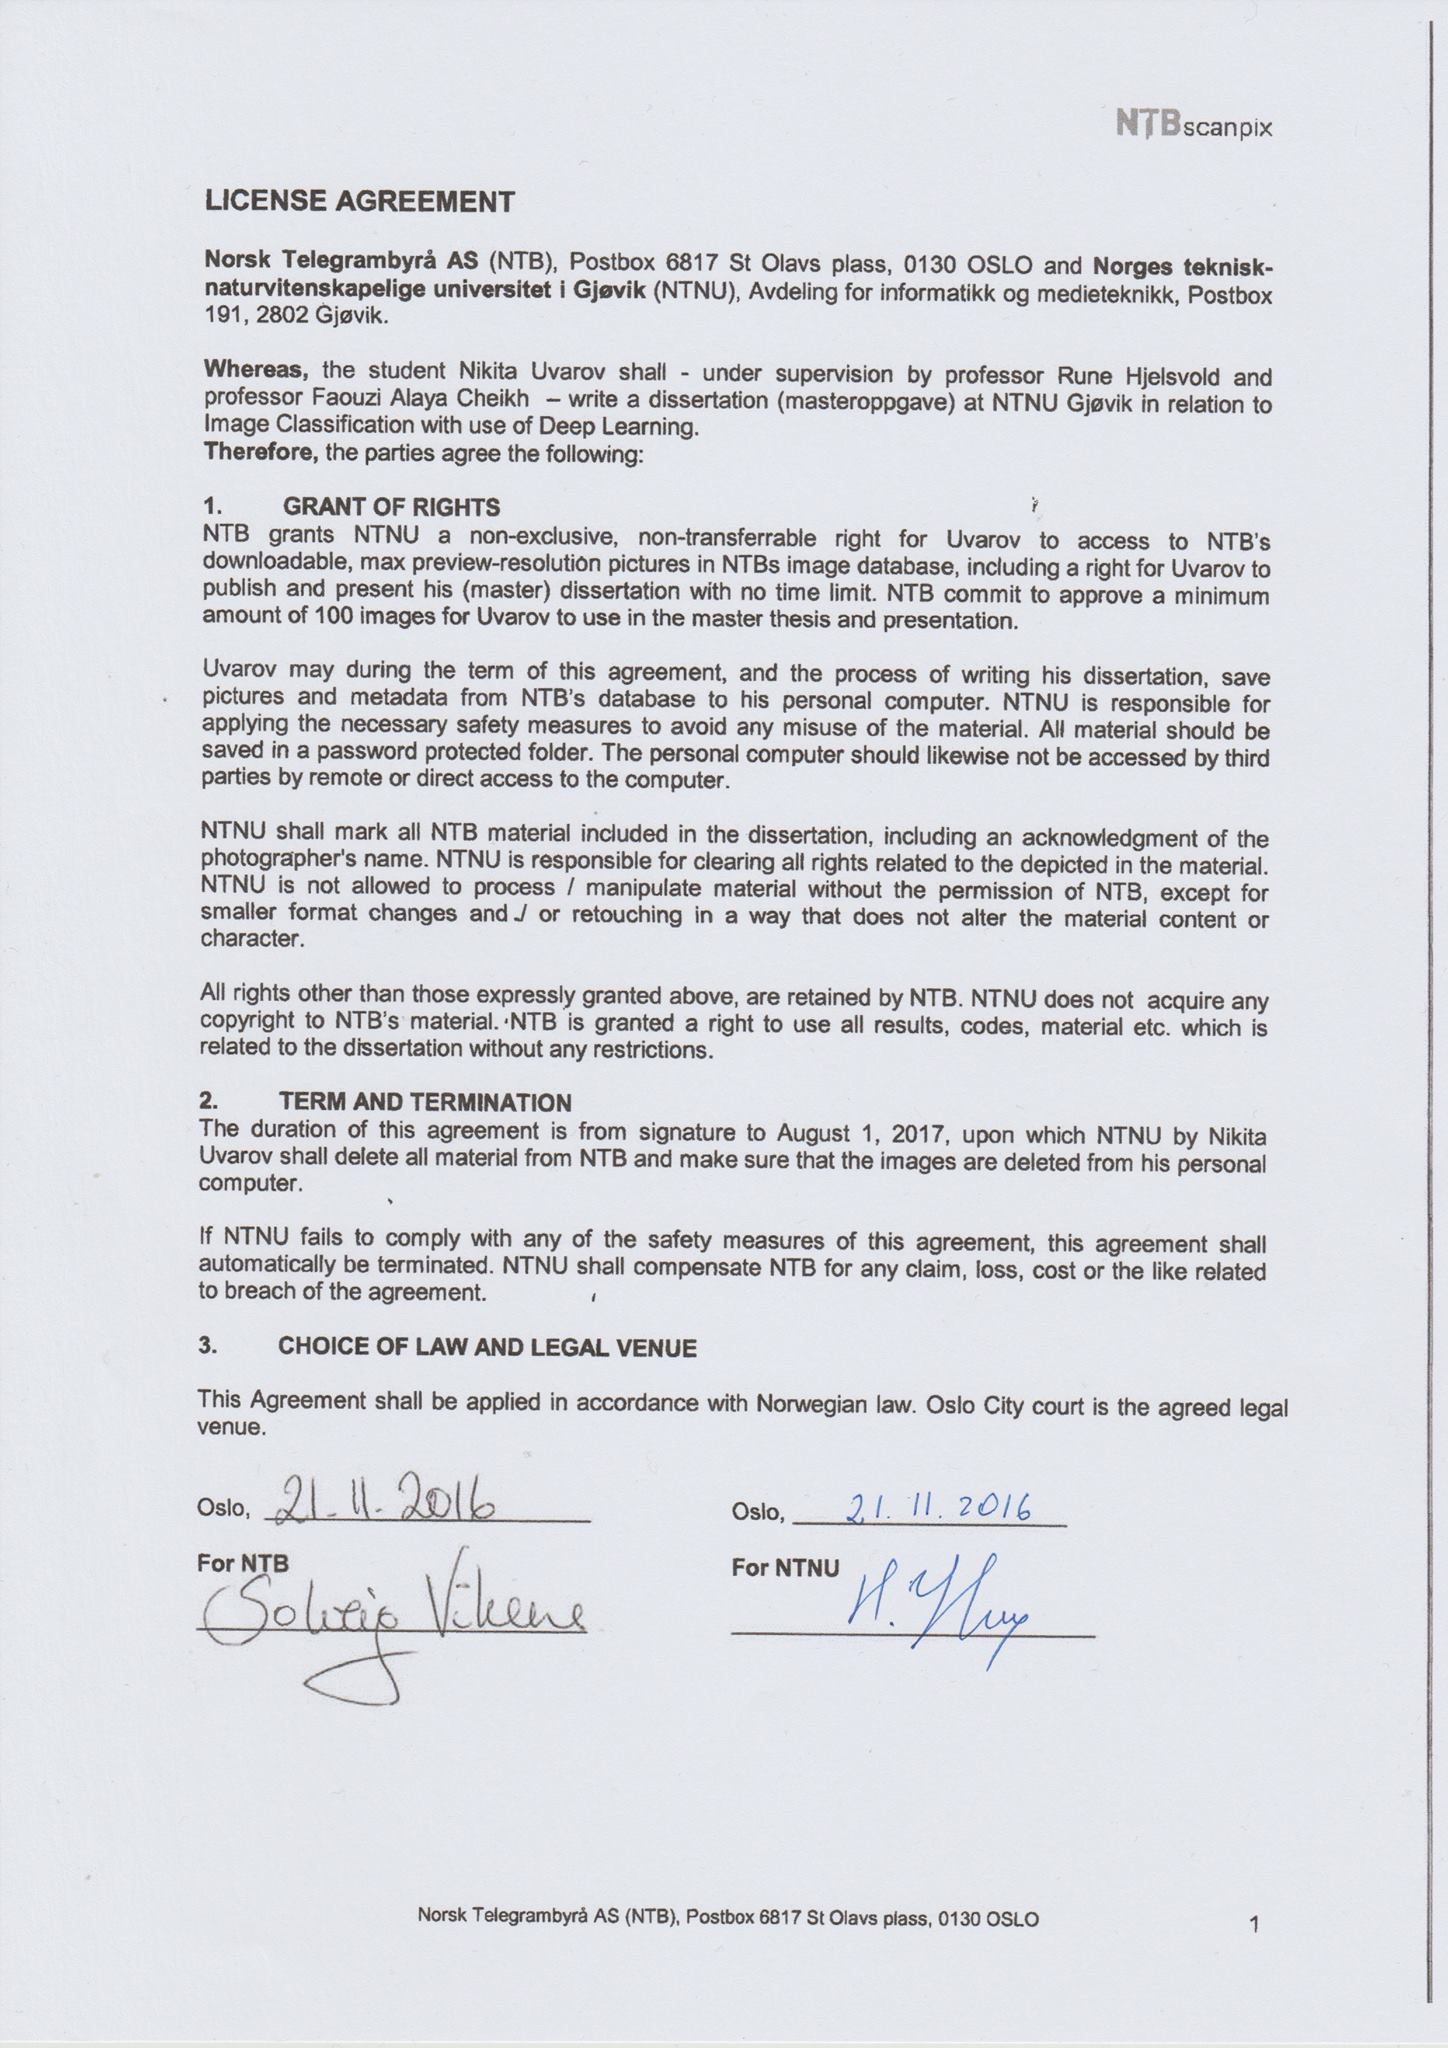 NTBscanpix
LICENSE AGREEMENT
Norsk Telegrambyrå AS (NTB), Postbox 6817 St Olavs plass, 0130 OSLO and Norges teknisk-
naturvitenskapelige universitet i Gjøvik (NTNU), Avdeling for informatikk og medieteknikk, Postbox
191, 2802 Gjøvik.
Whereas, the student Nikita Uvarov shall - under supervision by professor Rune Hjelsvold and
professor Faouzi Alaya Cheikh – write a dissertation (masteroppgave) at NTNU Gjøvik in relation to
Image Classification with use of Deep Learning.
Therefore, the parties agree the following:
1. GRANT OF RIGHTS
NTB grants NTNU a non-exclusive, non-transferrable right for Uvarov to access to NTB's
downloadable, max preview-resolution pictures in NTBs image database, including a right for Uvarov to
publish and present his (master) dissertation with no time limit. NTB commit to approve a minimum
amount of 100 images for Uvarov to use in the master thesis and presentation.
Uvarov may during the term of this agreement, and the process of writing his dissertation, save
pictures and metadata from NTB's database to his personal computer. NTNU is responsible for
applying the necessary safety measures to avoid any misuse of the material. All material should be
saved in a password protected folder. The personal computer should likewise not be accessed by third
parties by remote or direct access to the computer.
NTNU shall mark all NTB material included in the dissertation, including an acknowledgment of the
photographer's name. NTNU is responsible for clearing all rights related to the depicted in the material.
NTNU is not allowed to process / manipulate material without the permission of NTB, except for
smaller format changes and / or retouching in a way that does not alter the material content or
character.
All rights other than those expressly granted above, are retained by NTB. NTNU does not acquire any
copyright to NTB's material. NTB is granted a right to use all results, codes, material etc. which is
related to the dissertation without any restrictions.
2. TERM AND TERMINATION
The duration of this agreement is from signature to August 1, 2017, upon which NTNU by Nikita
Uvarov shall delete all material from NTB and make sure that the images are deleted from his personal
computer.
If NTNU fails to comply with any of the safety measures of this agreement, this agreement shall
automatically be terminated. NTNU shall compensate NTB for any claim, loss, cost or the like related
to breach of the agreement.
3. CHOICE OF LAW AND LEGAL VENUE
This Agreement shall be applied in accordance with Norwegian law. Oslo City court is the agreed legal
venue.
Oslo, 21.11.2016 Oslo, 21.11.2016
For NTB For NTNU
Solveig Vikene H.
Norsk Telegrambyrå AS (NTB), Postbox 6817 St Olavs plass, 0130 OSLO 1